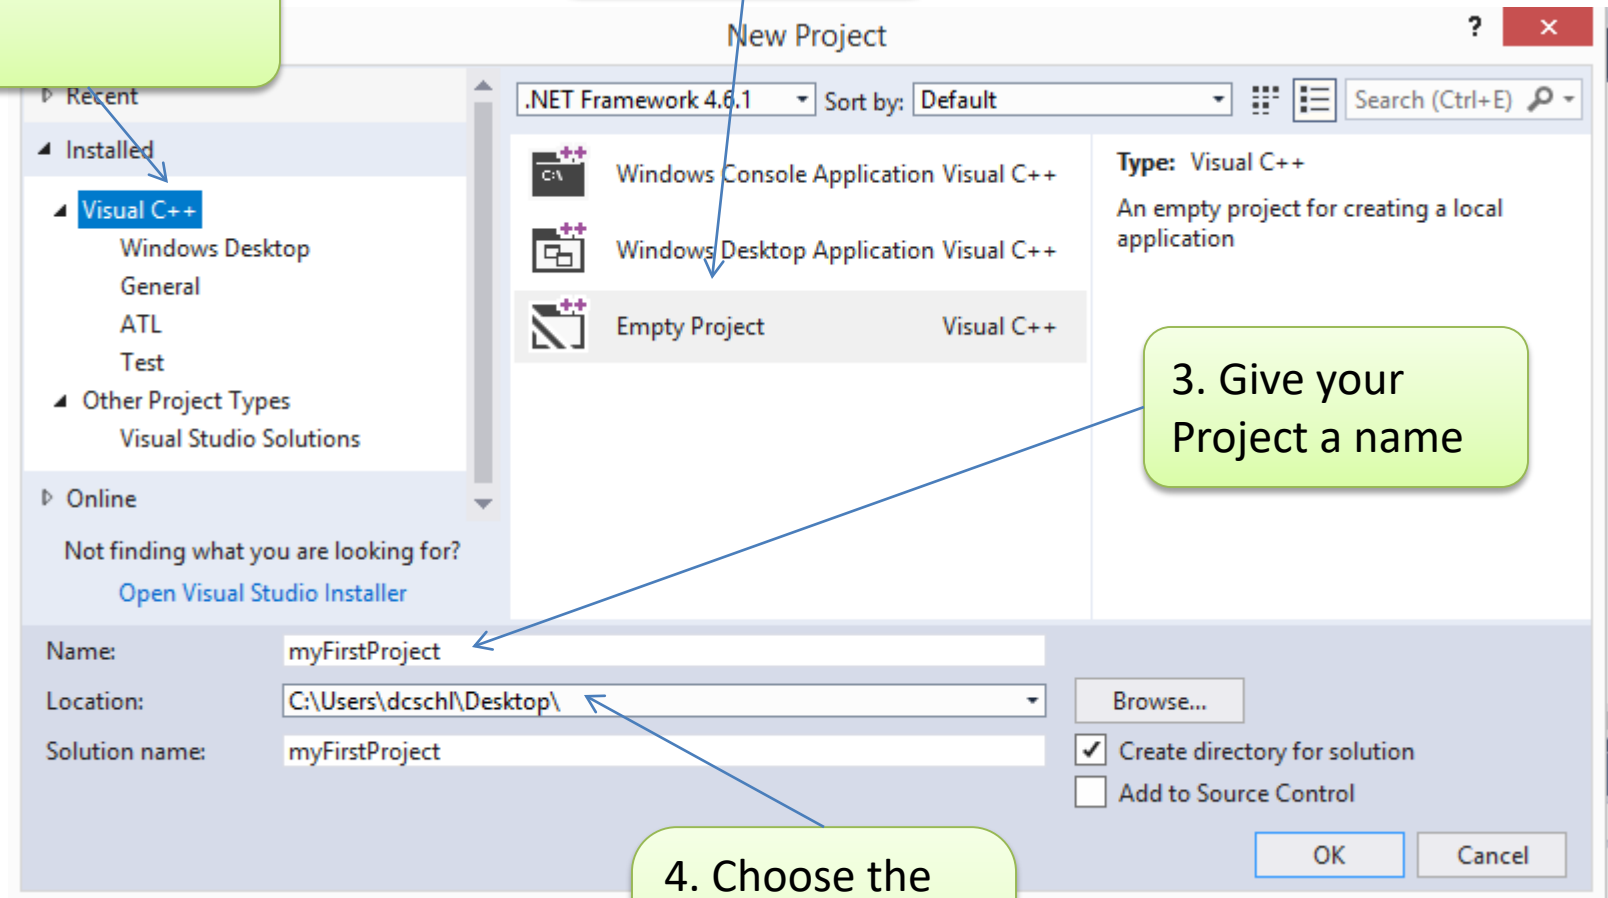 New Project
?
Recent
.NET Framework 4.6.1
Sort by:
Default
Search (Ctrl+E)
Installed
Visual C++
Windows Desktop
General
ATL
Test
Other Project Types
Visual Studio Solutions
Online
Not finding what you are looking for?
Open Visual Studio Installer
C:\
Windows Console Application Visual C++
Windows Desktop Application Visual C++
Empty Project Visual C++
Type: Visual C++
An empty project for creating a local
application
3. Give your
Project a name
Name: myFirstProject
Location: C:\Users\dcschl\Desktop\
Browse...
Solution name: myFirstProject
Create directory for solution
Add to Source Control
4. Choose the
OK
Cancel